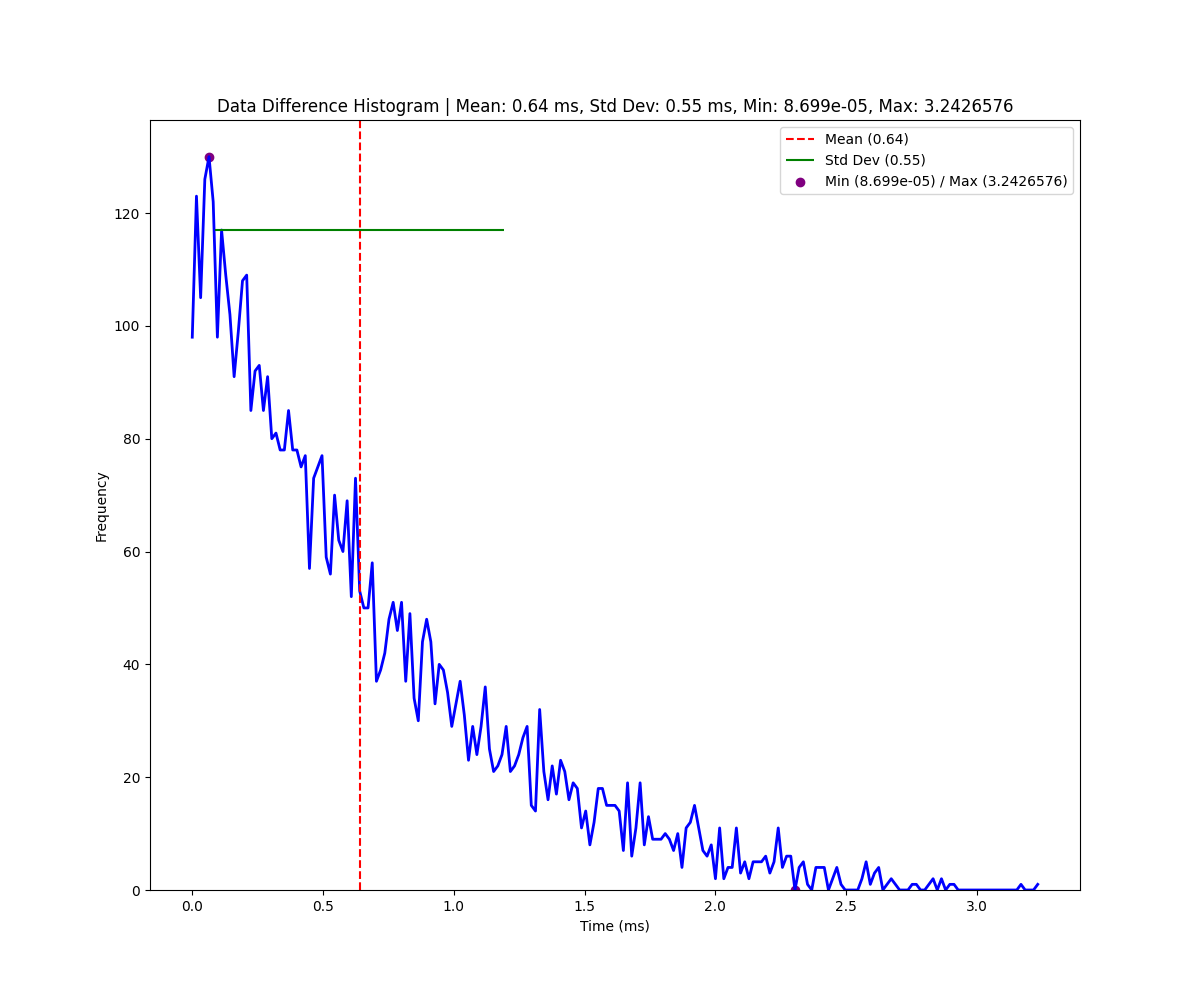 Data Difference Histogram | Mean: 0.64 ms, Std Dev: 0.55 ms, Min: 8.699e-05, Max: 3.2426576
Mean (0.64)
Std Dev (0.55)
Min (8.699e-05) / Max (3.2426576)
120
100
80
60
40
20
0
Frequency
0.0 0.5 1.0 1.5 2.0 2.5 3.0
Time (ms)